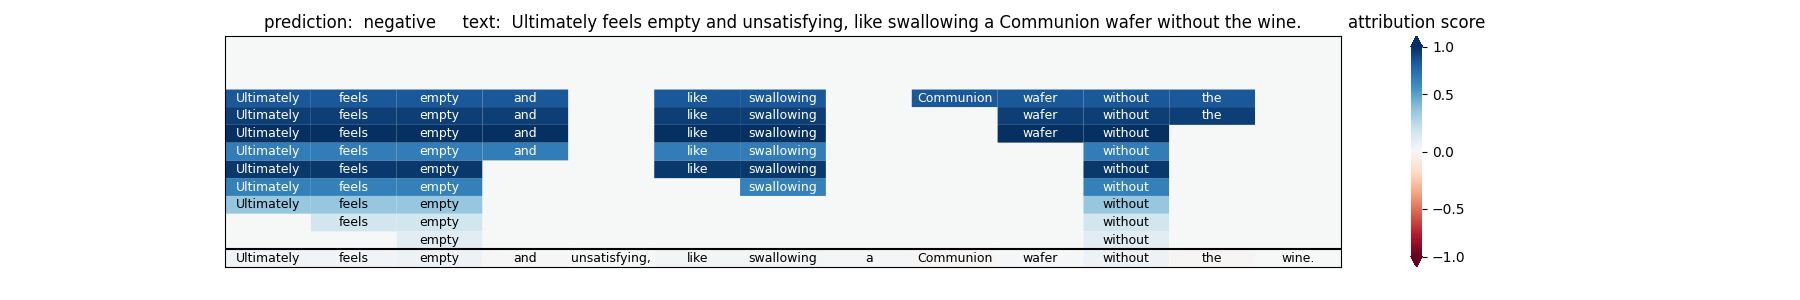 prediction:  negative     text:  Ultimately feels empty and unsatisfying, like swallowing a Communion wafer without the wine.
attribution score
Ultimately feels empty and like swallowing Communion wafer without the
Ultimately feels empty and like swallowing wafer without the
Ultimately feels empty and like swallowing wafer without
Ultimately feels empty and like swallowing without
Ultimately feels empty like swallowing without
Ultimately feels empty swallowing without
Ultimately feels empty without
feels empty without
empty without
Ultimately feels empty and unsatisfying, like swallowing a Communion wafer without the wine.
1.0
0.5
0.0
−0.5
−1.0